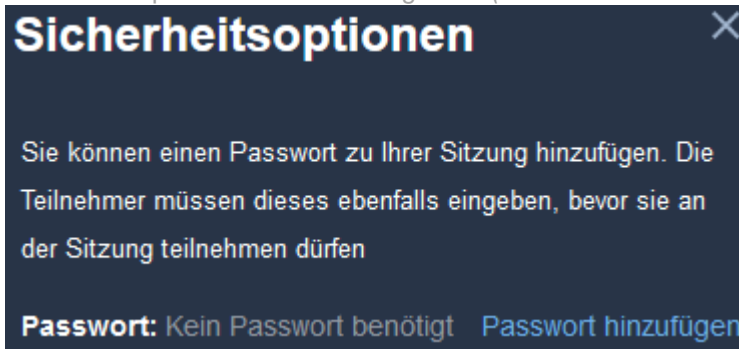 Sicherheitsoptionen
Sie können einen Passwort zu Ihrer Sitzung hinzufügen. Die
Teilnehmer müssen dieses ebenfalls eingeben, bevor sie an
der Sitzung teilnehmen dürfen
Passwort: Kein Passwort benötigt Passwort hinzufügen